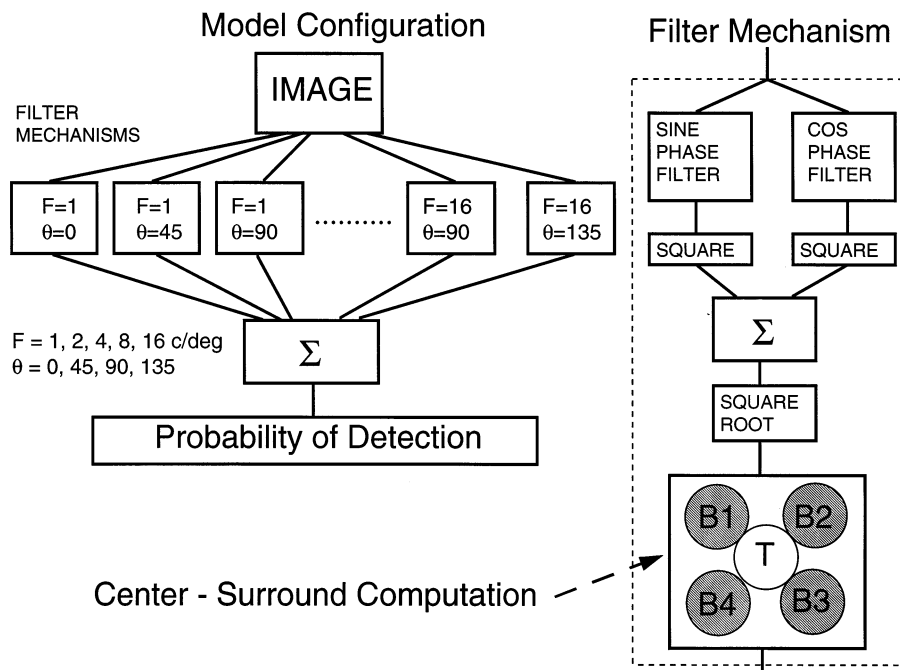 Model Configuration
IMAGE
FILTER
MECHANISMS
F=1
θ=0
F=1
θ=45
F=1
θ=90
..........
F=16
θ=90
F=16
θ=135
F = 1, 2, 4, 8, 16 c/deg
θ = 0, 45, 90, 135
Σ
Probability of Detection
Filter Mechanism
SINE
PHASE
FILTER
COS
PHASE
FILTER
SQUARE
SQUARE
Σ
SQUARE
ROOT
B1
B2
T
B4
B3
Center - Surround Computation